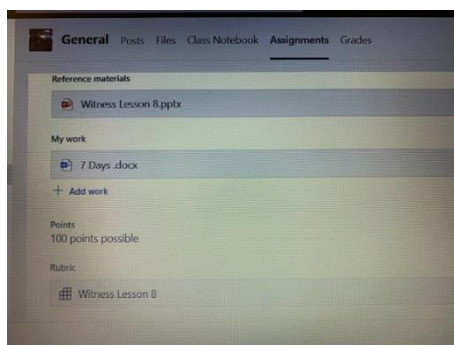 General Posts Files Class Notebook Assignments Grades
Reference materials
Witness Lesson 8.pptx
My work
7 Days .docx
+ Add work
Points
100 points possible
Rubric
Witness Lesson 8